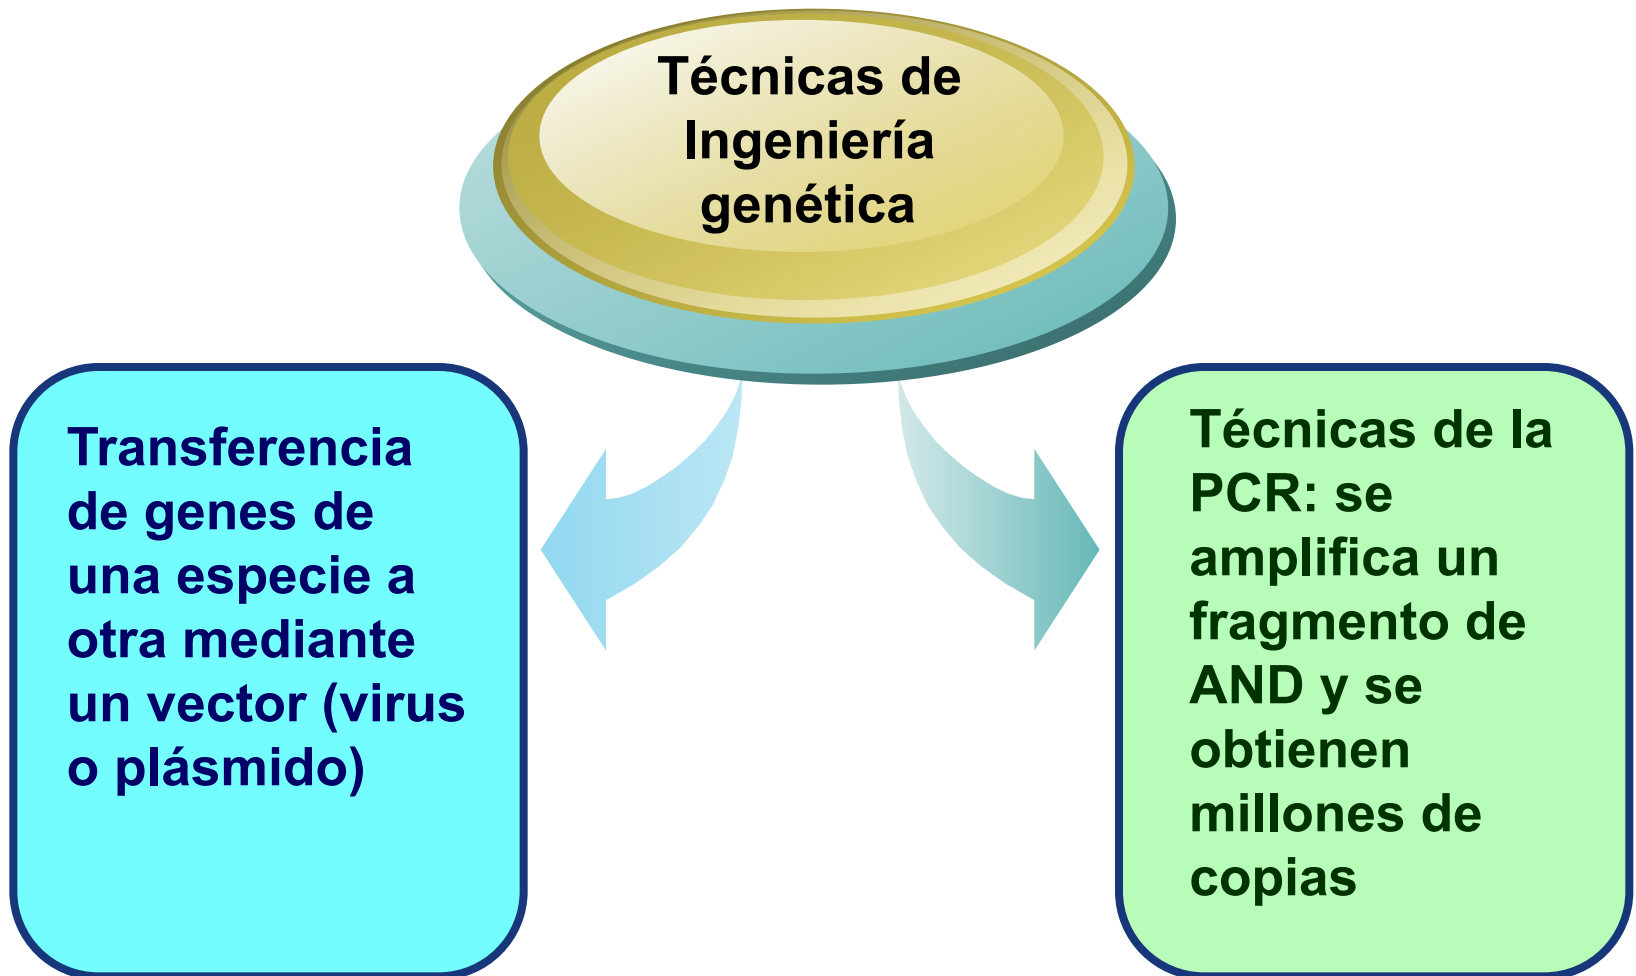 Técnicas de
Ingeniería
genética
Transferencia
de genes de
una especie a
otra mediante
un vector (virus
o plásmido)
Técnicas de la
PCR: se
amplifica un
fragmento de
AND y se
obtienen
millones de
copias